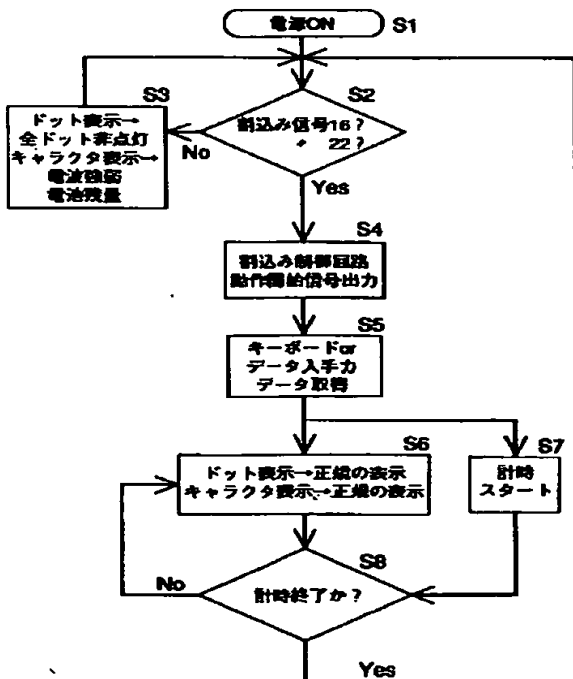 電源ON
S1
S3
S2
ドット表示→
全ドット非点灯
キャラクタ表示→
電波強弱
電池残量
割込み信号16?
〃 22?
No
Yes
S4
割込み制御回路
動作開始信号出力
S5
キーボードor
データ入手力
データ取得
S6
S7
ドット表示→正規の表示
キャラクタ表示→正規の表示
計時
スタート
S8
No
計時終了か?
Yes